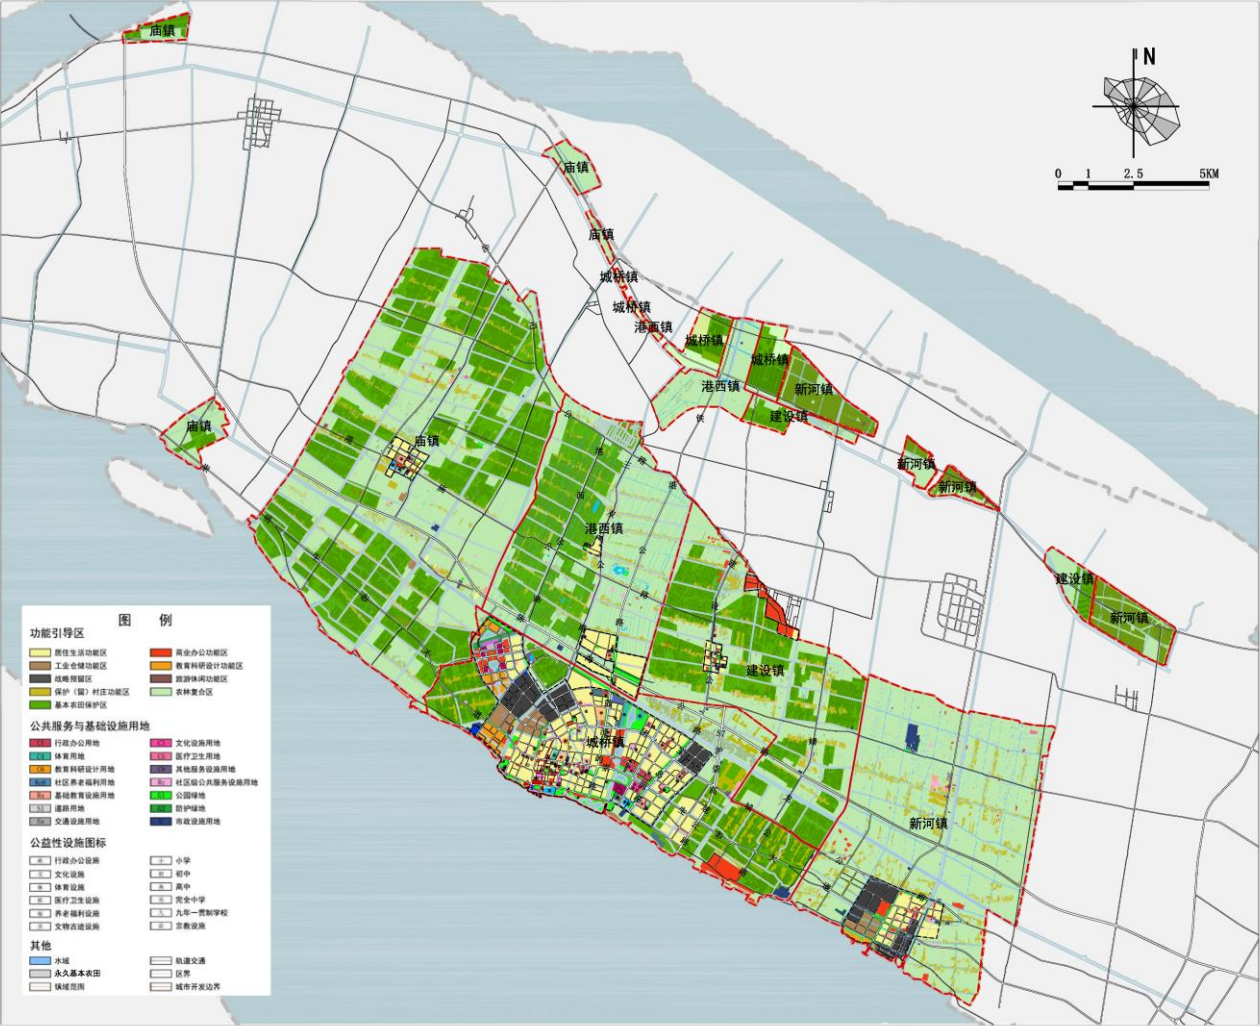 庙镇
N
0 1 2.5 5KM
庙镇
庙镇
城桥镇
城桥镇
港西镇
城桥镇
城桥镇
港西镇
新河镇
建设镇
庙镇
庙镇
新河镇
新河镇
港西镇
建设镇
新河镇
建设镇
城桥镇
新河镇
图 例
功能引导区
居住生活功能区 商业办公功能区
工业仓储功能区 教育科研设计功能区
战略预留区 旅游休闲功能区
保护（留）村庄功能区 农林复合区
基本农田保护区
公共服务与基础设施用地
行政办公用地 文化设施用地
体育用地 医疗卫生用地
教育科研设计用地 其他服务设施用地
社区养老福利用地 社区级公共服务设施用地
基础教育设施用地 公园绿地
道路用地 防护绿地
交通设施用地 市政设施用地
公益性设施图标
行政办公设施 小学
文化设施 初中
体育设施 高中
医疗卫生设施 完全中学
养老福利设施 九年一贯制学校
文物古迹设施 宗教设施
其他
水域 轨道交通
永久基本农田 区界
镇域范围 城市开发边界